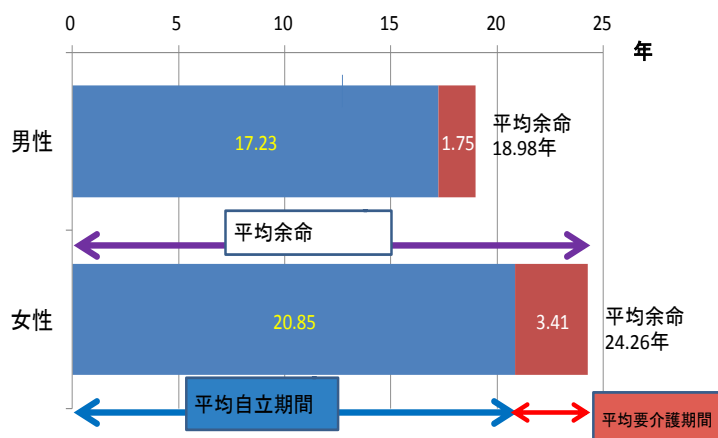 0 5 10 15 20 25
年
男性
17.23
1.75
平均余命
18.98年
平均余命
女性
20.85
3.41
平均余命
24.26年
平均自立期間
平均要介護期間